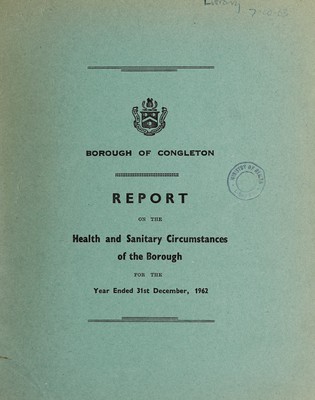 Library
BOROUGH OF CONGLETON
REPORT
ON THE
Health and Sanitary Circumstances
of the Borough
FOR THE
Year Ended 31st December, 1962